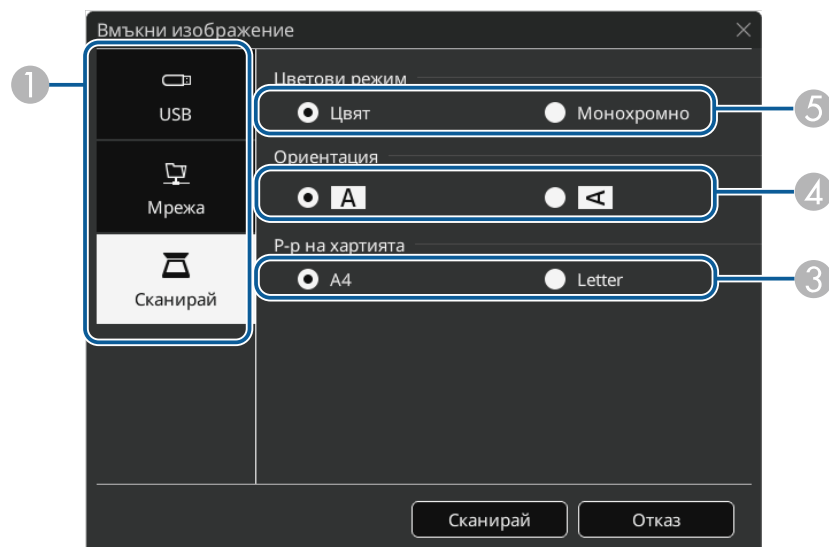 Вмъкни изображение
1
USB
Мрежа
Сканирай
Цветови режим
Цвят
Монохромно
5
Ориентация
A
A
4
Р-р на хартията
A4
Letter
3
Сканирай
Отказ